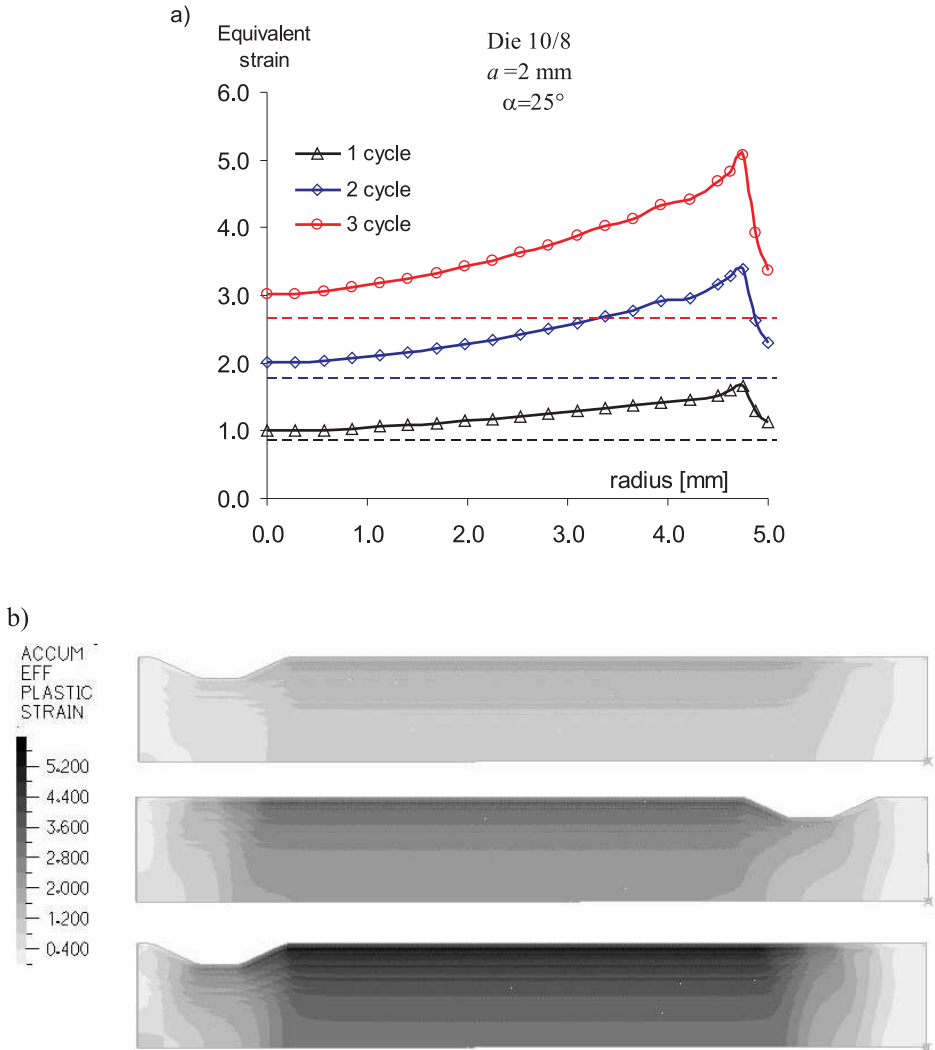 a)
Equivalent
strain
Die 10/8
a =2 mm
α=25°
6.0
5.0
4.0
3.0
2.0
1.0
0.0
1 cycle
2 cycle
3 cycle
radius [mm]
0.0 1.0 2.0 3.0 4.0 5.0
b)
ACCUM
EFF
PLASTIC
STRAIN
5.200
4.400
3.600
2.800
2.000
1.200
0.400